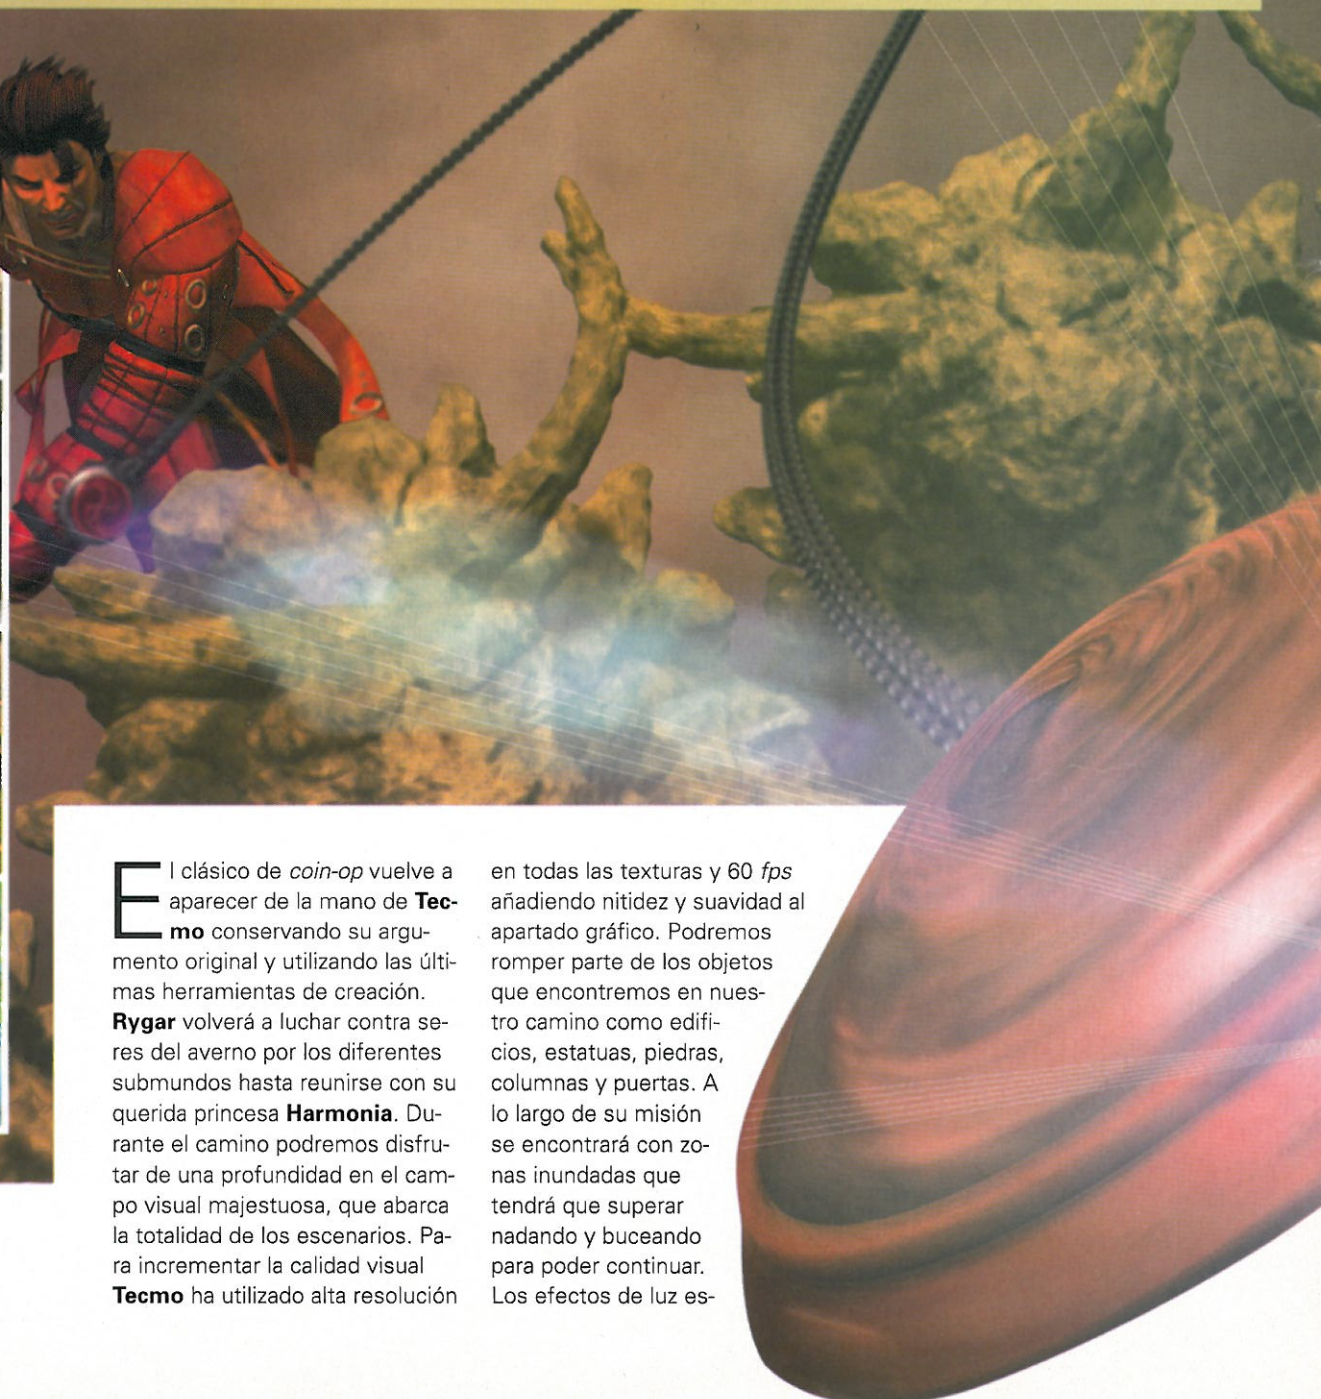 El clásico de coin-op vuelve a
aparecer de la mano de Tec-
mo conservando su argu-
mento original y utilizando las últi-
mas herramientas de creación.
Rygar volverá a luchar contra se-
res del averno por los diferentes
submundos hasta reunirse con su
querida princesa Harmonia. Du-
rante el camino podremos disfru-
tar de una profundidad en el cam-
po visual majestuosa, que abarca
la totalidad de los escenarios. Pa-
ra incrementar la calidad visual
Tecmo ha utilizado alta resolución
en todas las texturas y 60 fps
añadiendo nitidez y suavidad al
apartado gráfico. Podremos
romper parte de los objetos
que encontremos en nues-
tro camino como edifi-
cios, estatuas, piedras,
columnas y puertas. A
lo largo de su misión
se encontrará con zo-
nas inundadas que
tendrá que superar
nadando y buceando
para poder continuar.
Los efectos de luz es-